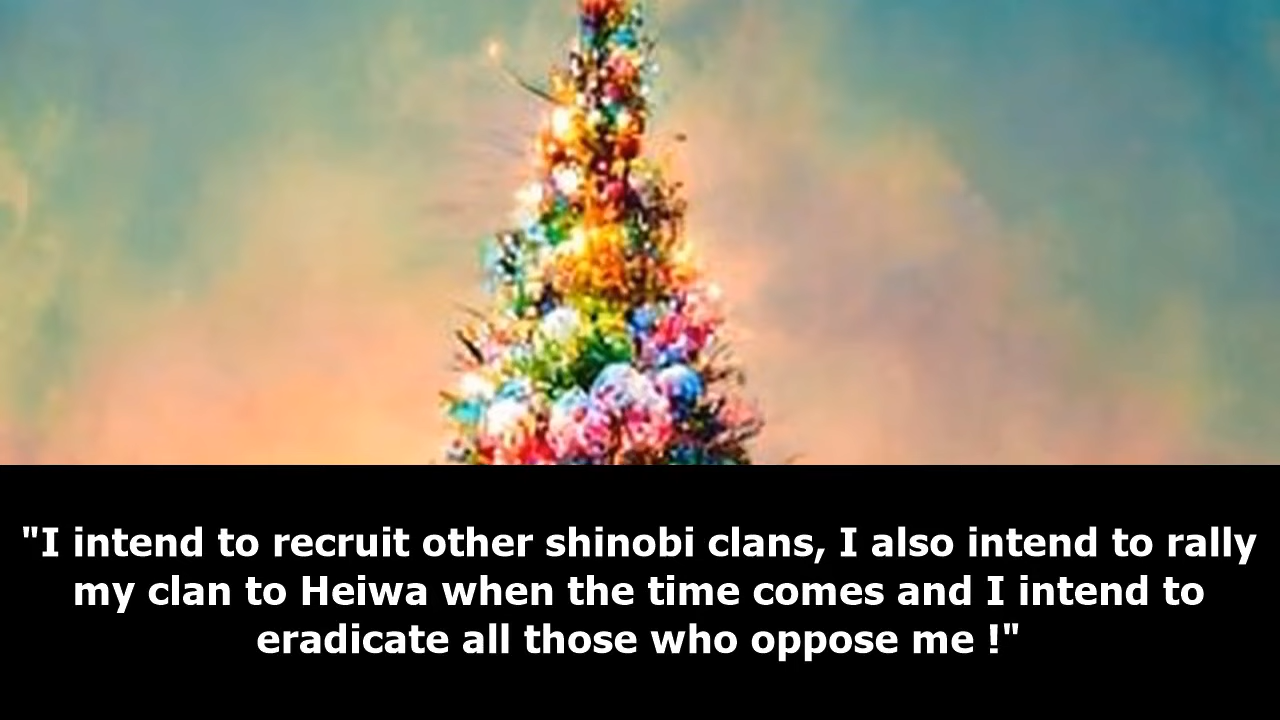 "I intend to recruit other shinobi clans, I also intend to rally
my clan to Heiwa when the time comes and I intend to
eradicate all those who oppose me !"